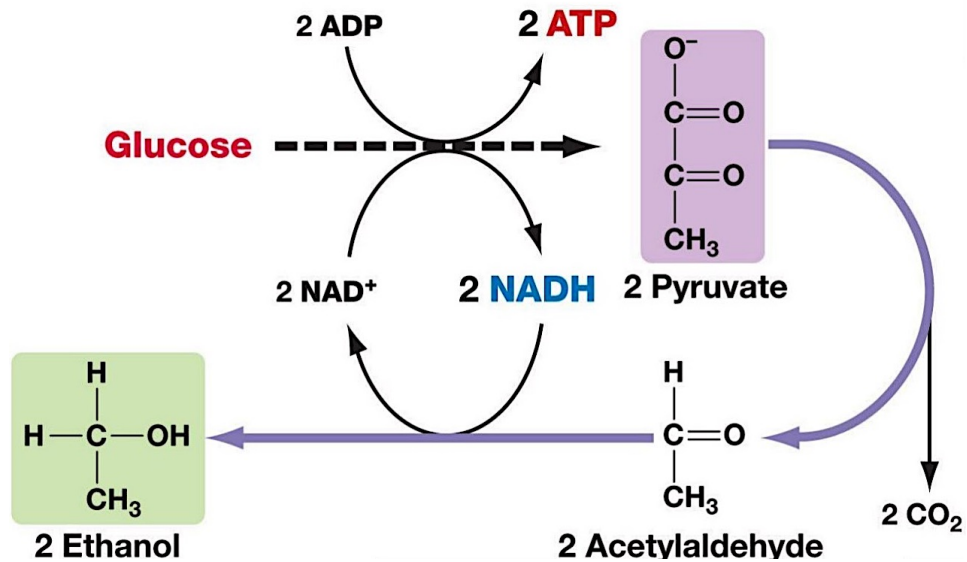 2 ADP
2 ATP
Glucose
O⁻
C=O
C=O
CH₃
2 Pyruvate
2 NAD⁺
2 NADH
H
H—C—OH
CH₃
2 Ethanol
H
C=O
CH₃
2 Acetylaldehyde
2 CO₂